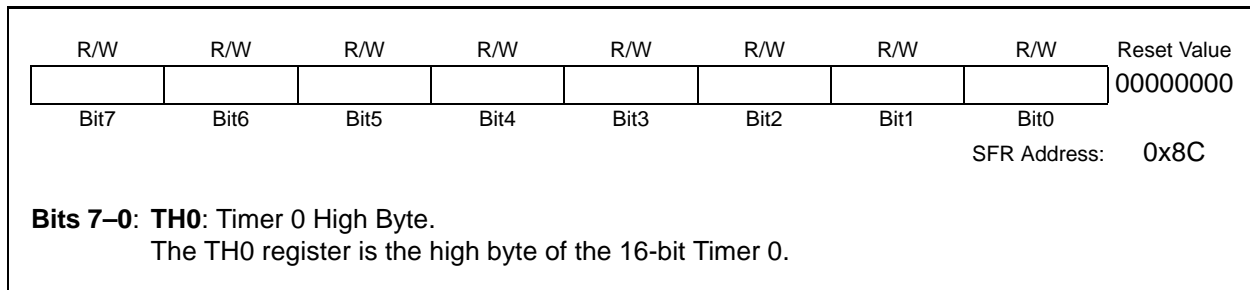 R/W R/W R/W R/W R/W R/W R/W R/W Reset Value
00000000
Bit7 Bit6 Bit5 Bit4 Bit3 Bit2 Bit1 Bit0
SFR Address: 0x8C
Bits 7–0: TH0: Timer 0 High Byte.
The TH0 register is the high byte of the 16-bit Timer 0.